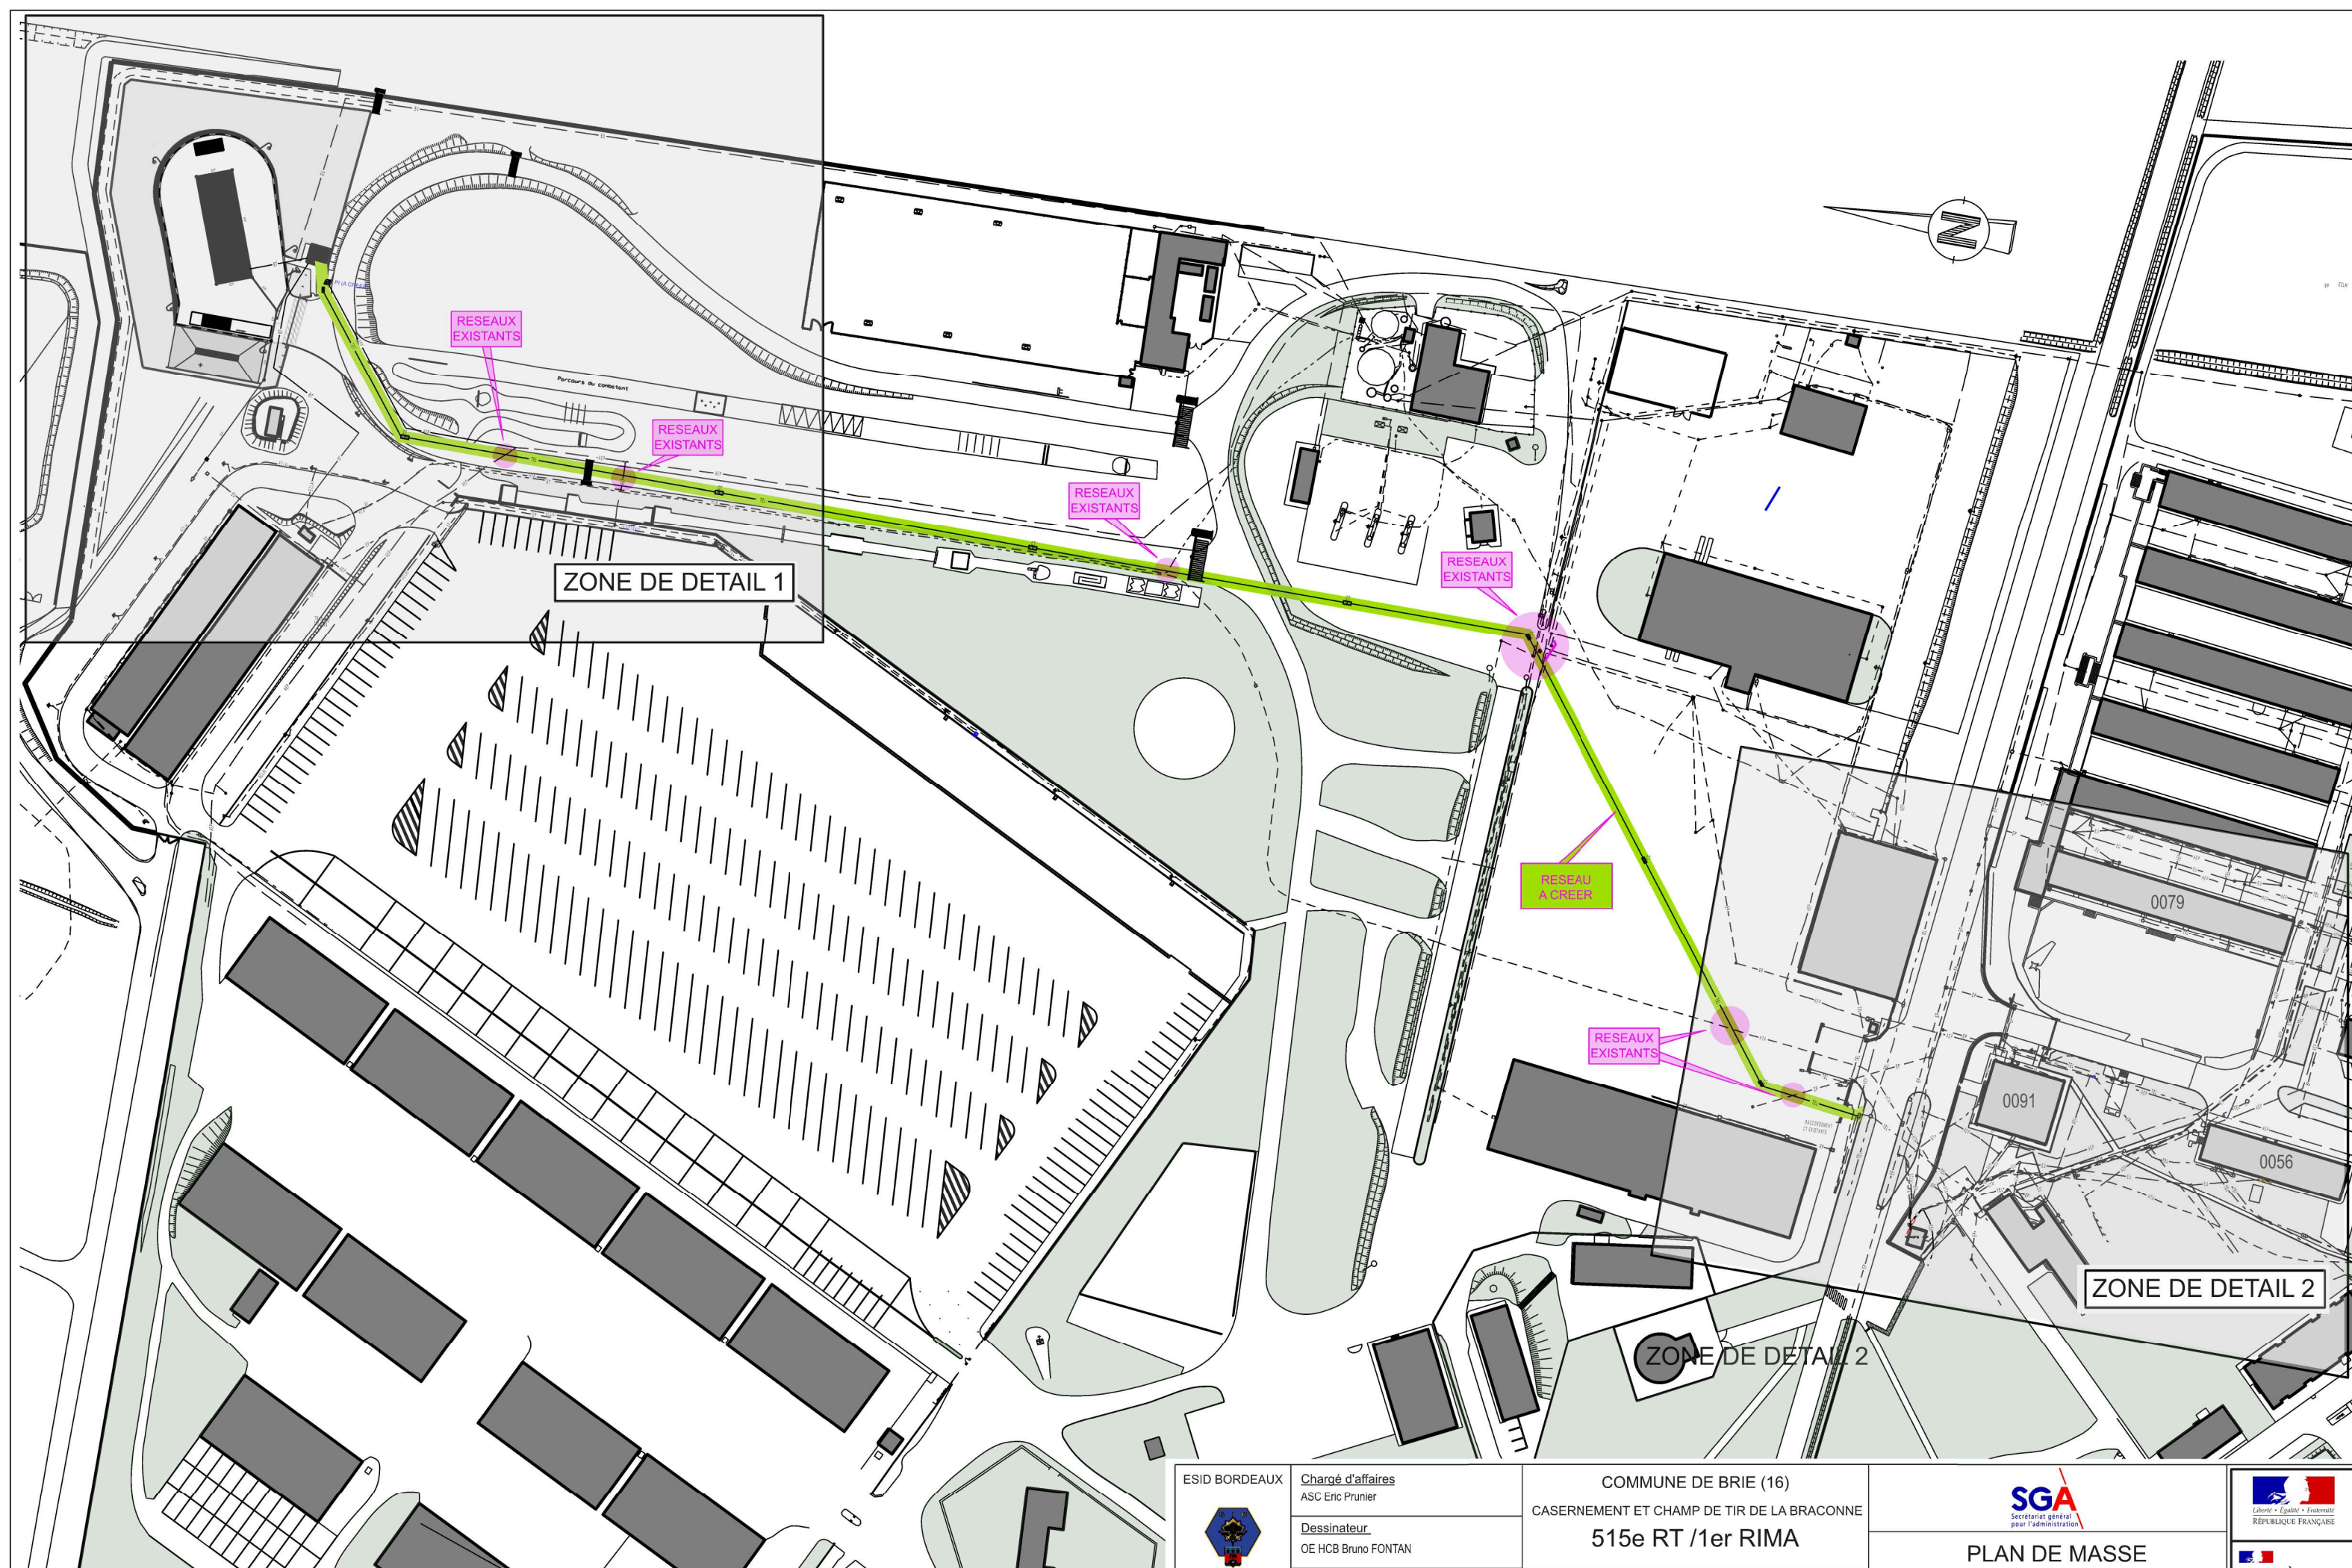 RESEAUX
EXISTANTS
Parcours du combatant
RESEAUX
EXISTANTS
RESEAUX
EXISTANTS
RESEAUX
EXISTANTS
ZONE DE DETAIL 1
RESEAU
A CREER
0079
RESEAUX
EXISTANTS
0091
0056
ZONE DE DETAIL 2
ZONE DE DETAIL 2
ESID BORDEAUX
Chargé d'affaires
ASC Eric Prunier
Dessinateur
OE HCB Bruno FONTAN
COMMUNE DE BRIE (16)
CASERNEMENT ET CHAMP DE TIR DE LA BRACONNE
515e RT /1er RIMA
SGA
Secrétariat général
pour l'administration
PLAN DE MASSE
Liberté • Égalité • Fraternité
RÉPUBLIQUE FRANÇAISE
N